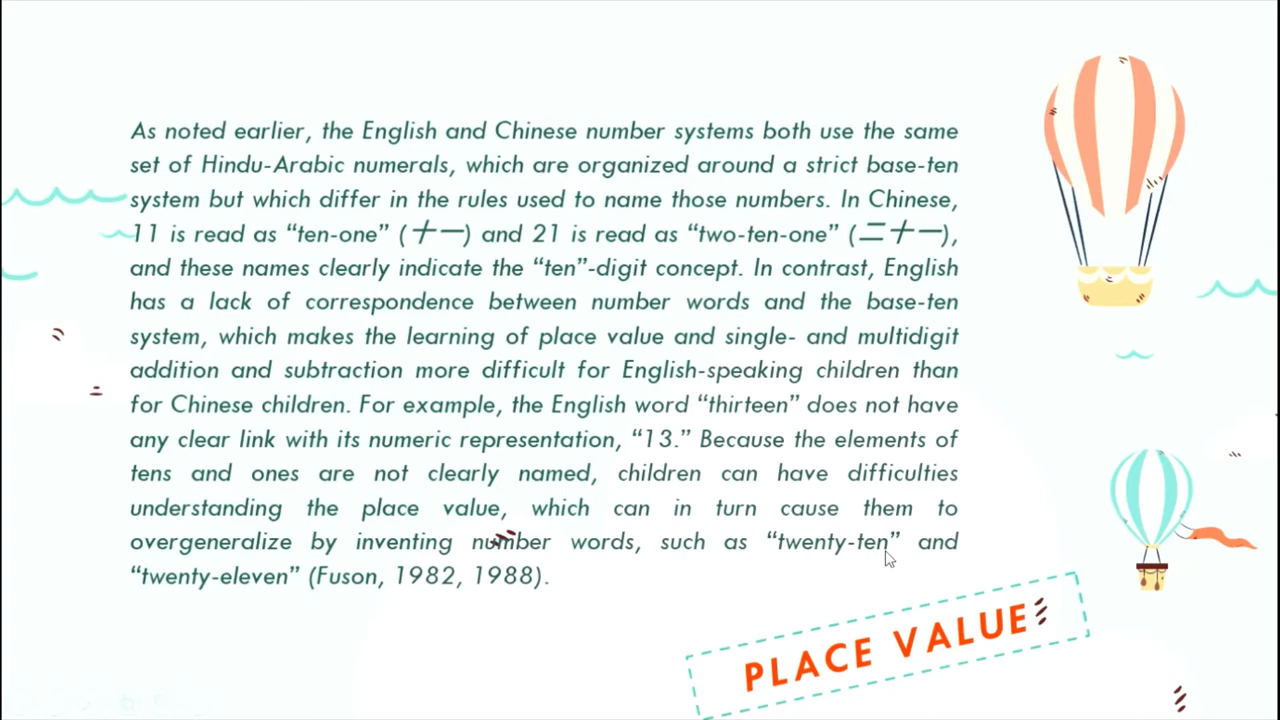 As noted earlier, the English and Chinese number systems both use the same
set of Hindu-Arabic numerals, which are organized around a strict base-ten
system but which differ in the rules used to name those numbers. In Chinese,
11 is read as “ten-one” (十一) and 21 is read as “two-ten-one” (二十一),
and these names clearly indicate the “ten”-digit concept. In contrast, English
has a lack of correspondence between number words and the base-ten
system, which makes the learning of place value and single- and multidigit
addition and subtraction more difficult for English-speaking children than
for Chinese children. For example, the English word “thirteen” does not have
any clear link with its numeric representation, “13.” Because the elements of
tens and ones are not clearly named, children can have difficulties
understanding the place value, which can in turn cause them to
overgeneralize by inventing number words, such as “twenty-ten” and
“twenty-eleven” (Fuson, 1982, 1988).
PLACE VALUE